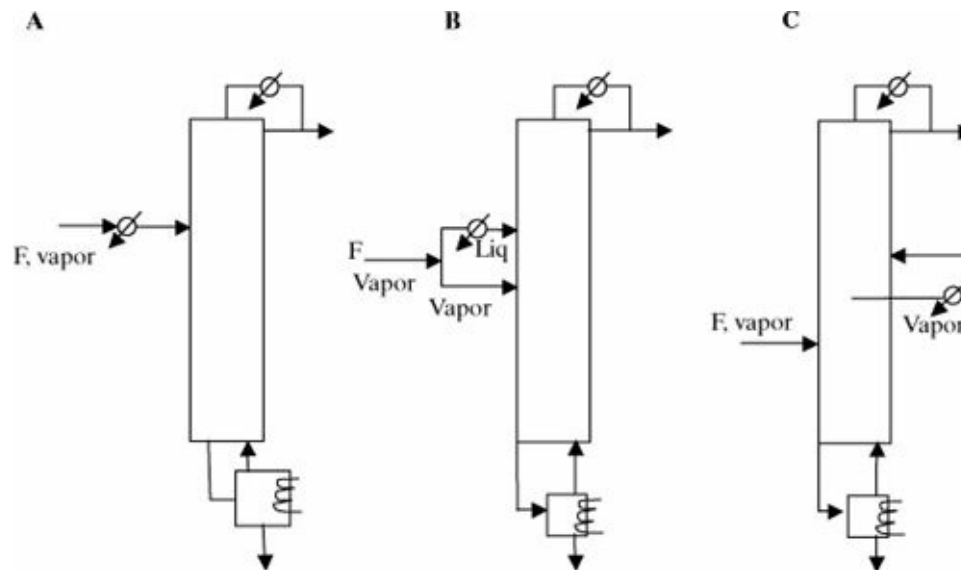 A
B
C
F, vapor
F
Liq
Vapor
Vapor
F, vapor
Vapor